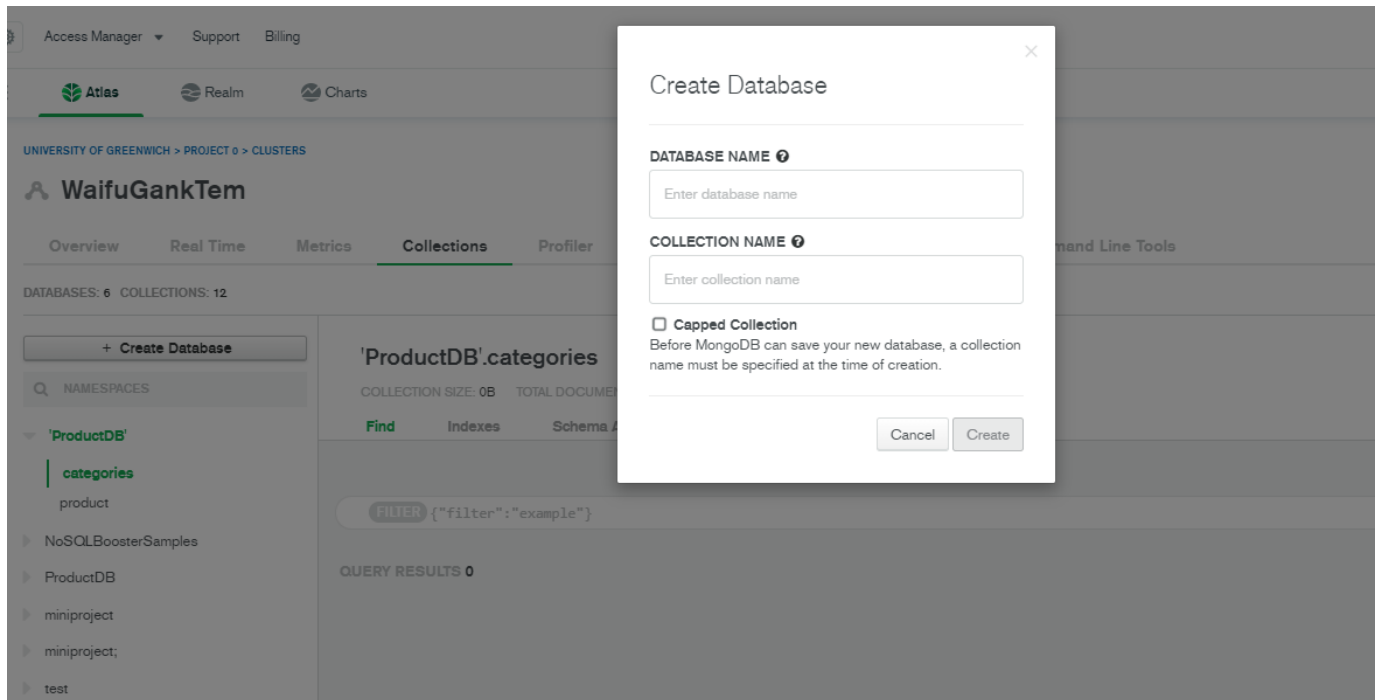 Access Manager Support Billing
Atlas Realm Charts
UNIVERSITY OF GREENWICH > PROJECT 0 > CLUSTERS
WaifuGankTem
Overview Real Time Metrics Collections Profiler mand Line Tools
DATABASES: 6 COLLECTIONS: 12
+ Create Database
NAMESPACES
'ProductDB'
categories
product
NoSQLBoosterSamples
ProductDB
miniproject
miniproject;
test
'ProductDB'.categories
COLLECTION SIZE: 0B TOTAL DOCUMEN
Find Indexes Schema A
FILTER {"filter":"example"}
QUERY RESULTS 0
×
Create Database
DATABASE NAME ?
Enter database name
COLLECTION NAME ?
Enter collection name
Capped Collection
Before MongoDB can save your new database, a collection
name must be specified at the time of creation.
Cancel Create